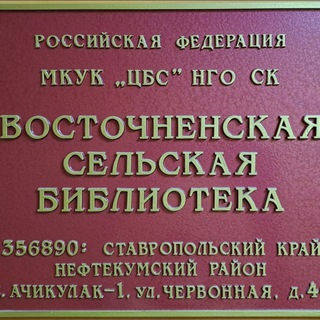 РОССИЙСКАЯ ФЕДЕРАЦИЯ
МКУК „ЦБС" НГО СК
ВОСТОЧНЕНСКАЯ
СЕЛЬСКАЯ
БИБЛИОТЕКА
356890: СТАВРОПОЛЬСКИЙ КРАЙ
НЕФТЕКУМСКИЙ РАЙОН
. АЧИКУЛАК-1, УЛ. ЧЕРВОННАЯ, Д.4